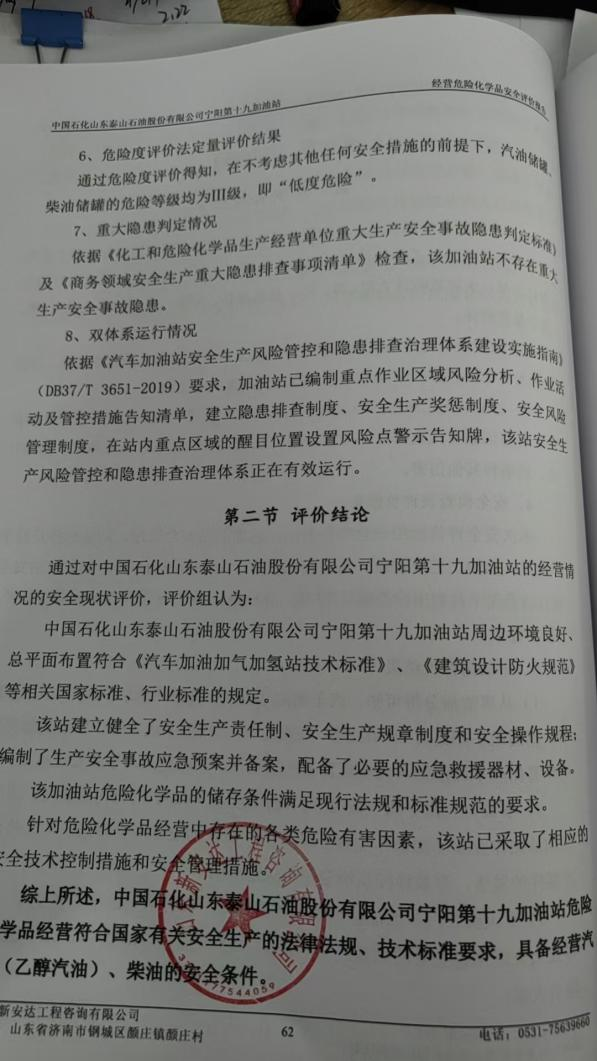 2.22
中国石化山东泰山石油股份有限公司宁阳第十九加油站
经营危险化学品安全评价报告
6、危险度评价法定量评价结果
通过危险度评价得知，在不考虑其他任何安全措施的前提下，汽油储罐、
柴油储罐的危险等级均为III级，即“低度危险”。
7、重大隐患判定情况
依据《化工和危险化学品生产经营单位重大生产安全事故隐患判定标准》
及《商务领域安全生产重大隐患排查事项清单》检查，该加油站不存在重大
生产安全事故隐患。
8、双体系运行情况
依据《汽车加油站安全生产风险管控和隐患排查治理体系建设实施指南》
（DB37/T 3651-2019）要求，加油站已编制重点作业区域风险分析、作业活
动及管控措施告知清单，建立隐患排查制度、安全生产奖惩制度、安全风险
管理制度，在站内重点区域的醒目位置设置风险点警示告知牌，该站安全生
产风险管控和隐患排查治理体系正在有效运行。
第二节 评价结论
通过对中国石化山东泰山石油股份有限公司宁阳第十九加油站的经营情
况的安全现状评价，评价组认为：
中国石化山东泰山石油股份有限公司宁阳第十九加油站周边环境良好、
总平面布置符合《汽车加油加气加氢站技术标准》、《建筑设计防火规范》
等相关国家标准、行业标准的规定。
该站建立健全了安全生产责任制、安全生产规章制度和安全操作规程；
编制了生产安全事故应急预案并备案，配备了必要的应急救援器材、设备。
该加油站危险化学品的储存条件满足现行法规和标准规范的要求。
针对危险化学品经营中存在的各类危险有害因素，该站已采取了相应的
安全技术控制措施和安全管理措施。
综上所述，中国石化山东泰山石油股份有限公司宁阳第十九加油站危险
学品经营符合国家有关安全生产的法律法规、技术标准要求，具备经营汽
（乙醇汽油）、柴油的安全条件。
新安达工程咨询有限公司
山东省济南市钢城区颜庄镇颜庄村
62
电话：0531-75639660